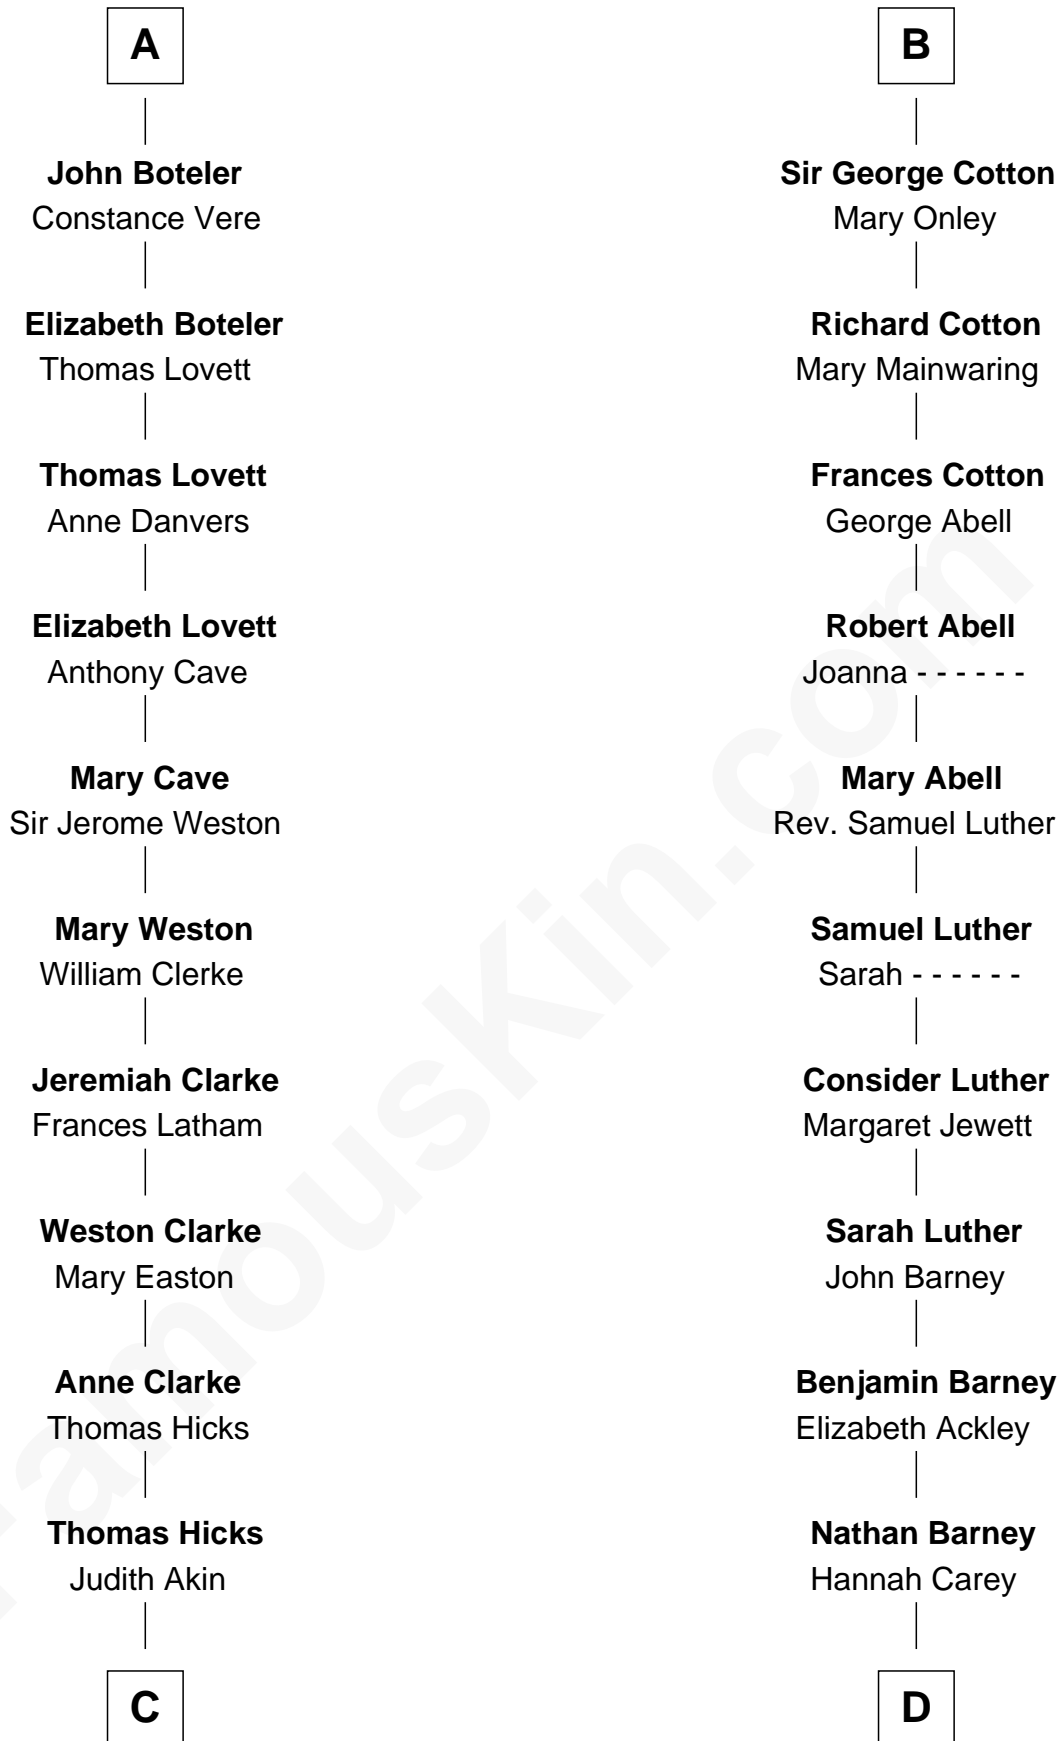 A
John Boteler
Constance Vere
Elizabeth Boteler
Thomas Lovett
Thomas Lovett
Anne Danvers
Elizabeth Lovett
Anthony Cave
Mary Cave
Sir Jerome Weston
Mary Weston
William Clerke
Jeremiah Clarke
Frances Latham
Weston Clarke
Mary Easton
Anne Clarke
Thomas Hicks
Thomas Hicks
Judith Akin
C
B
Sir George Cotton
Mary Onley
Richard Cotton
Mary Mainwaring
Frances Cotton
George Abell
Robert Abell
Joanna - - - - - -
Mary Abell
Rev. Samuel Luther
Samuel Luther
Sarah - - - - - -
Consider Luther
Margaret Jewett
Sarah Luther
John Barney
Benjamin Barney
Elizabeth Ackley
Nathan Barney
Hannah Carey
D
FamousKin.com